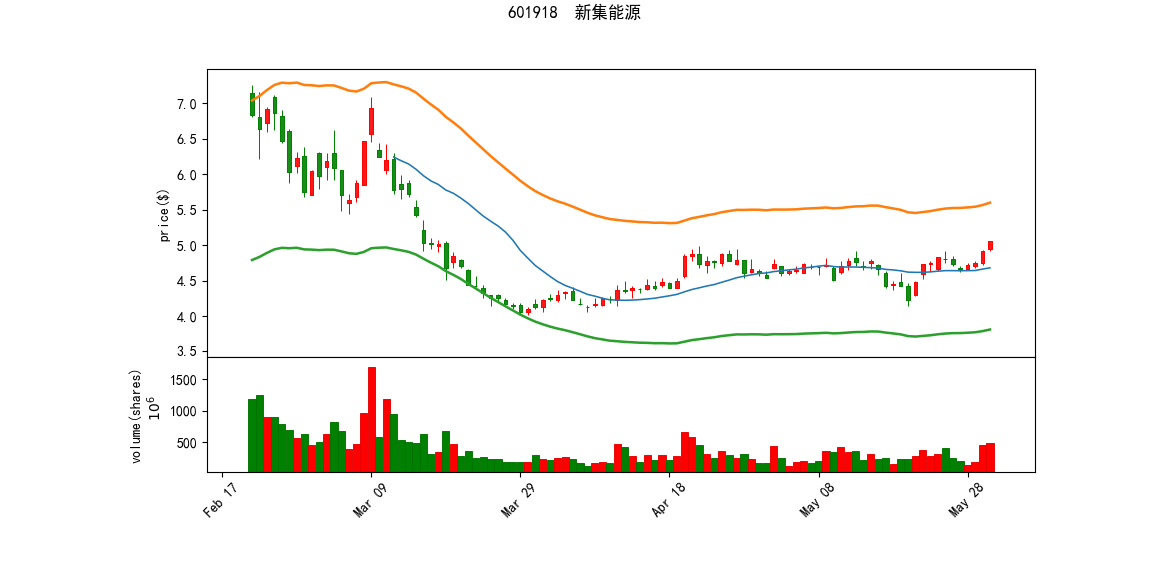 601918 新集能源
price($)
7.0
6.5
6.0
5.5
5.0
4.5
4.0
3.5
volume(shares)
10^6
1500
1000
500
Feb 17
Mar 09
Mar 29
Apr 18
May 08
May 28